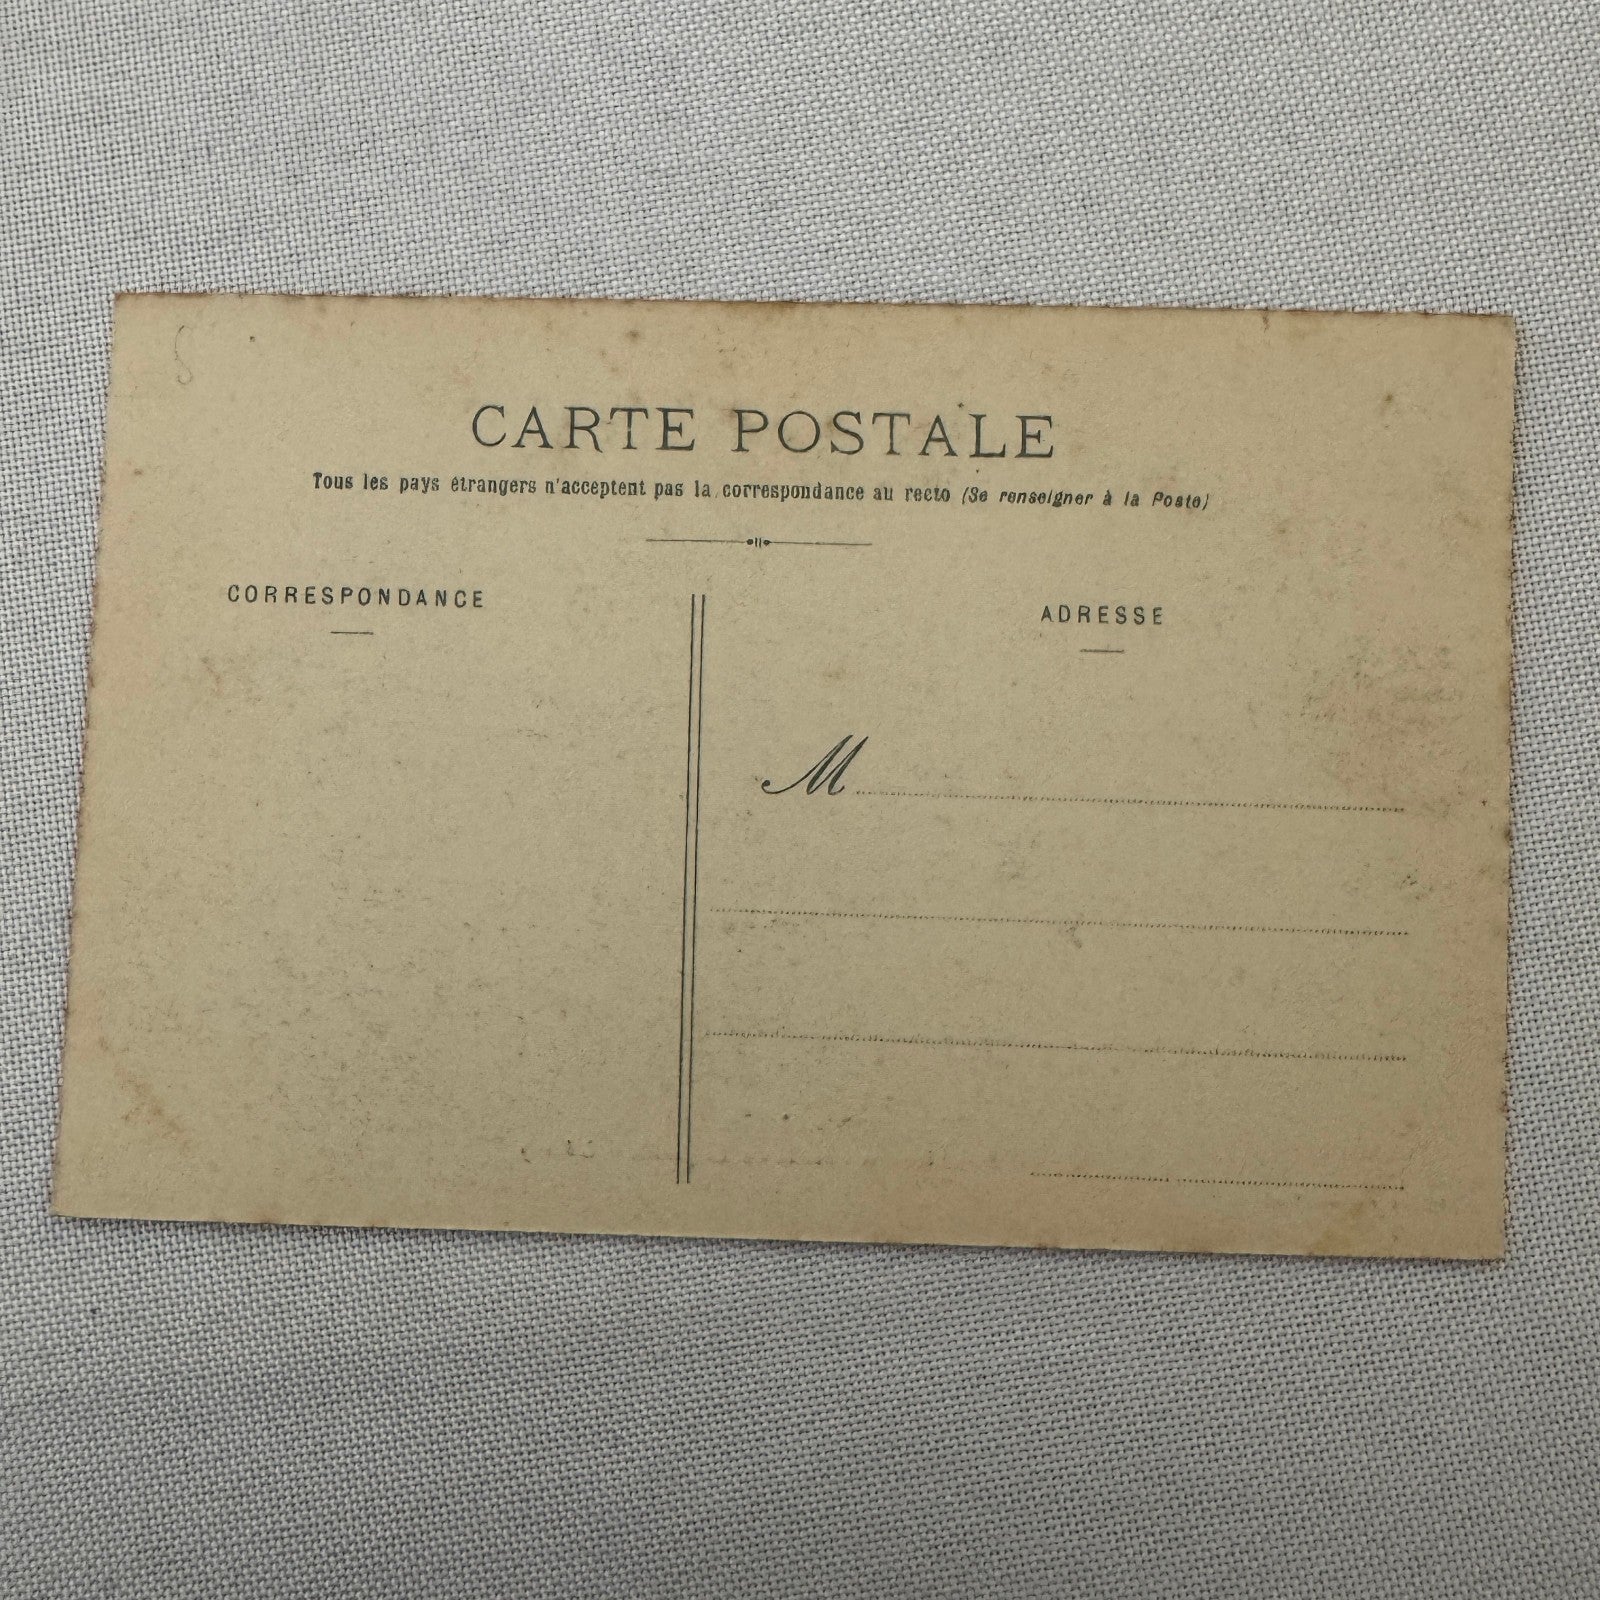 CARTE POSTALE
Tous les pays étrangers n'acceptent pas la correspondance au recto (Se renseigner à la Poste)
CORRESPONDANCE
ADRESSE
M